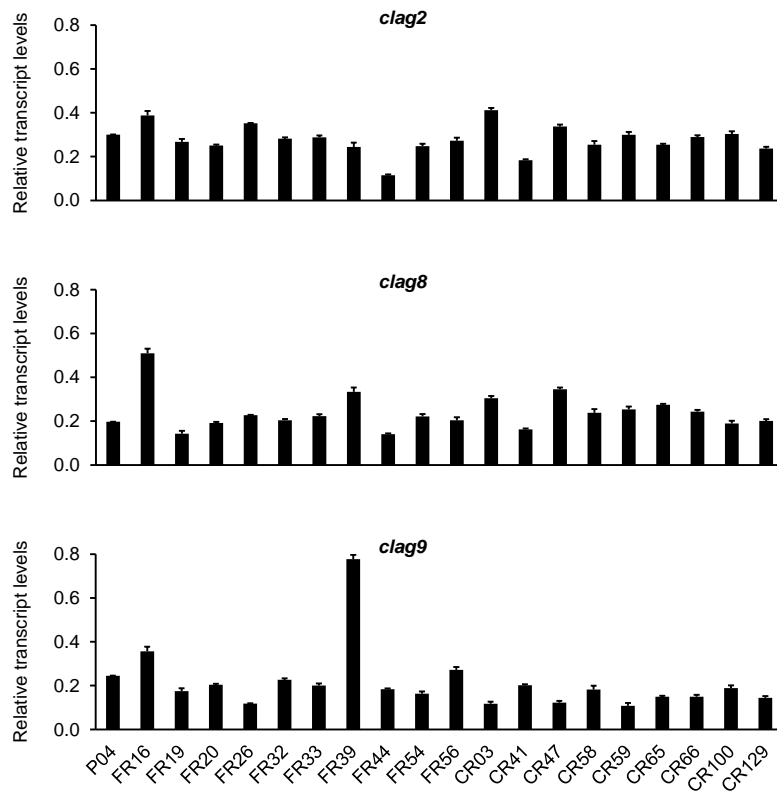 clag2
Relative transcript levels
0.8
0.6
0.4
0.2
0.0
clag8
Relative transcript levels
0.8
0.6
0.4
0.2
0.0
clag9
Relative transcript levels
0.8
0.6
0.4
0.2
0.0
P04
FR16
FR19
FR20
FR26
FR32
FR33
FR39
FR44
FR54
FR56
CR03
CR41
CR47
CR58
CR59
CR65
CR66
CR100
CR129